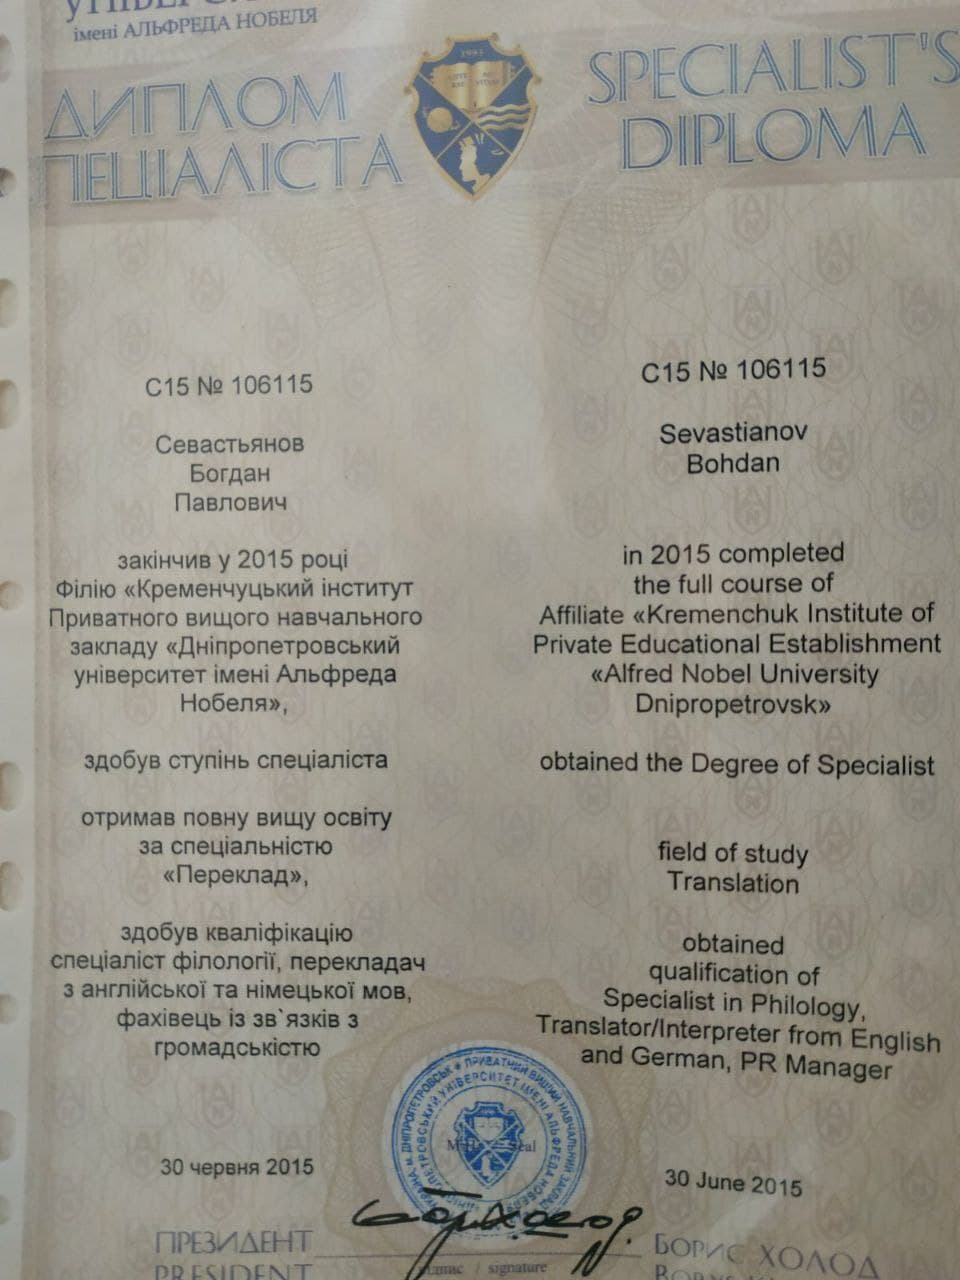 імені АЛЬФРЕДА НОБЕЛЯ
ДИПЛОМ
SPECIALIST'S
DIPLOMA
1993
С15 № 106115
Севастьянов
Богдан
Павлович
закінчив у 2015 році
Філію «Кременчуцький інститут
Приватного вищого навчального
закладу «Дніпропетровський
університет імені Альфреда
Нобеля»,
здобув ступінь спеціаліста
отримав повну вищу освіту
за спеціальністю
«Переклад»,
здобув кваліфікацію
спеціаліст філології, перекладач
з англійської та німецької мов,
фахівець із зв`язків з
громадськістю
30 червня 2015
C15 № 106115
Sevastianov
Bohdan
in 2015 completed
the full course of
Affiliate «Kremenchuk Institute of
Private Educational Establishment
«Alfred Nobel University
Dnipropetrovsk»
obtained the Degree of Specialist
field of study
Translation
obtained
qualification of
Specialist in Philology,
Translator/Interpreter from English
and German, PR Manager
30 June 2015
ПРЕЗИДЕНТ
PRESIDENT
/ signature
БОРИС ХОЛОД